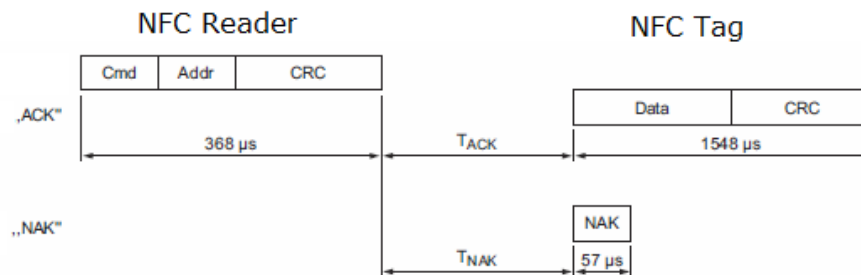 NFC Reader
NFC Tag
Cmd Addr CRC
‚ACK'" Data CRC
368 µs TACK 1548 µs
‚‚NAK'" NAK
TNAK 57 µs